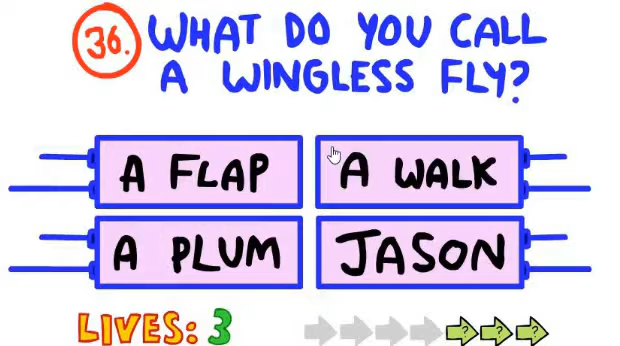 36. WHAT DO YOU CALL
A WINGLESS FLY?
A FLAP
A WALK
A PLUM
JASON
LIVES: 3
? ? ?